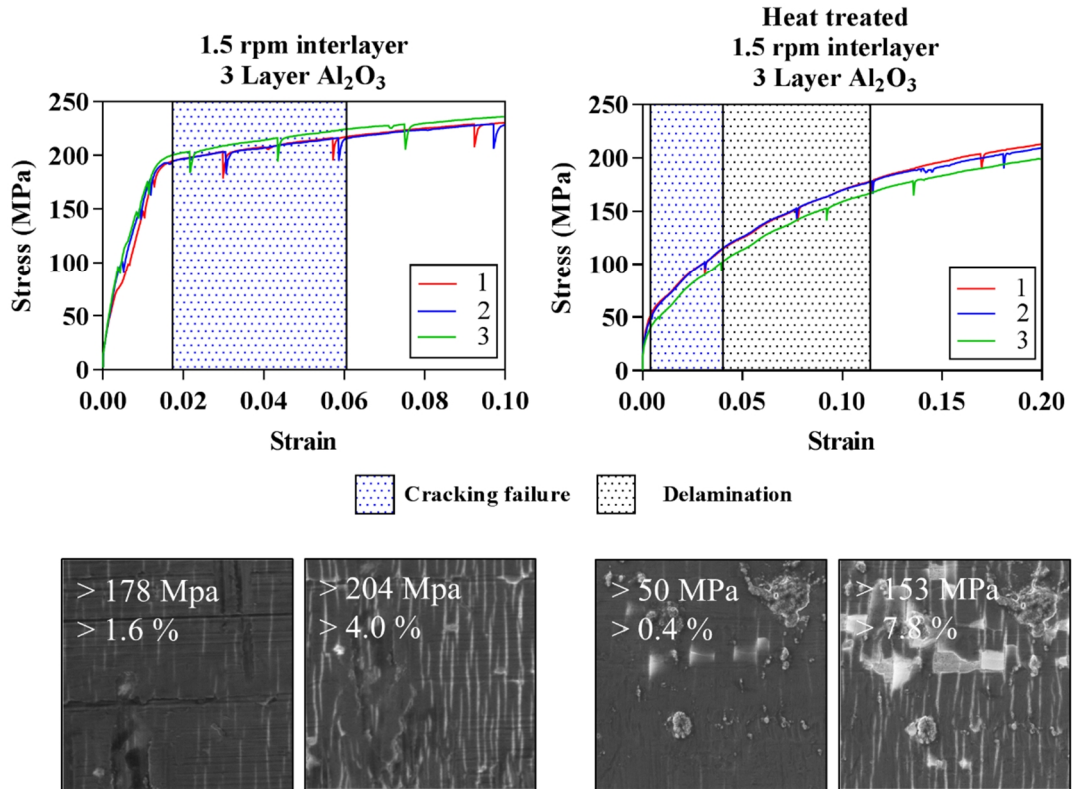 1.5 rpm interlayer
3 Layer Al₂O₃
Stress (MPa)
250
200
150
100
50
0
0.00 0.02 0.04 0.06 0.08 0.10
Strain
1
2
3
Heat treated
1.5 rpm interlayer
3 Layer Al₂O₃
Stress (MPa)
250
200
150
100
50
0
0.00 0.05 0.10 0.15 0.20
Strain
1
2
3
Cracking failure Delamination
> 178 Mpa
> 1.6 %
> 204 Mpa
> 4.0 %
> 50 MPa
> 0.4 %
> 153 MPa
> 7.8 %